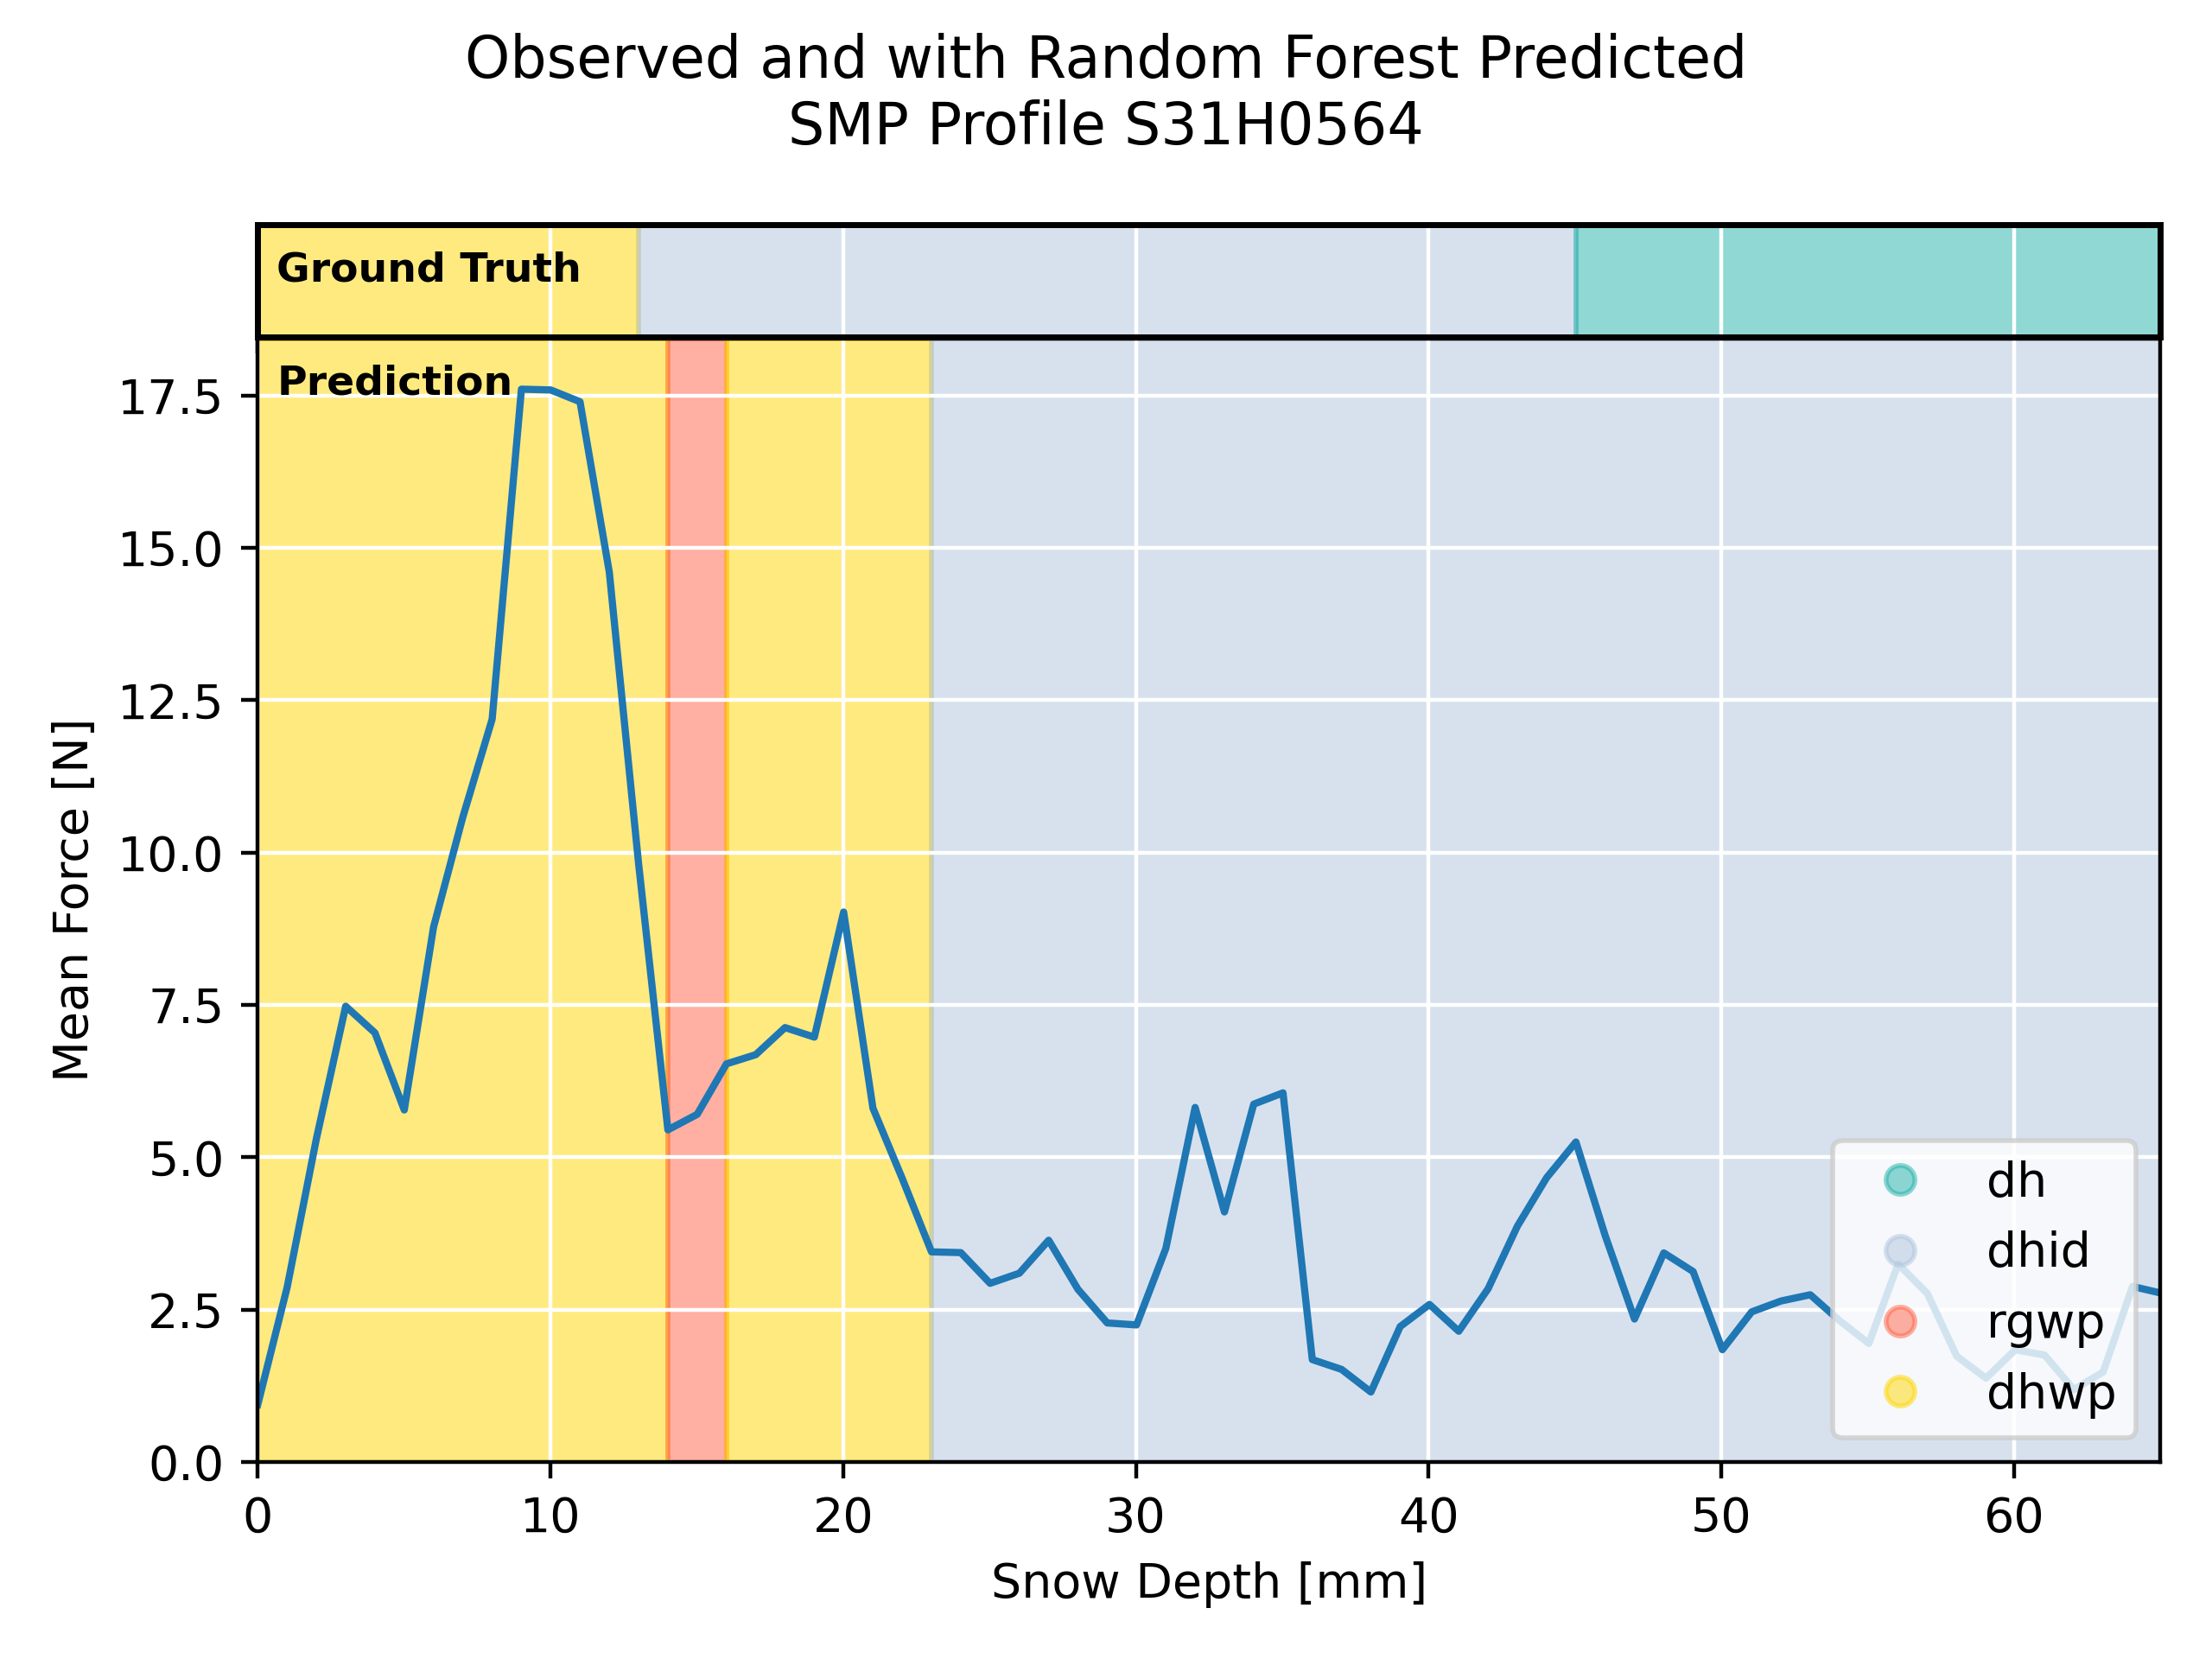 Observed and with Random Forest Predicted
SMP Profile S31H0564
Ground Truth
Prediction
17.5
15.0
12.5
10.0
7.5
5.0
2.5
0.0
Mean Force [N]
dh
dhid
rgwp
dhwp
0 10 20 30 40 50 60
Snow Depth [mm]